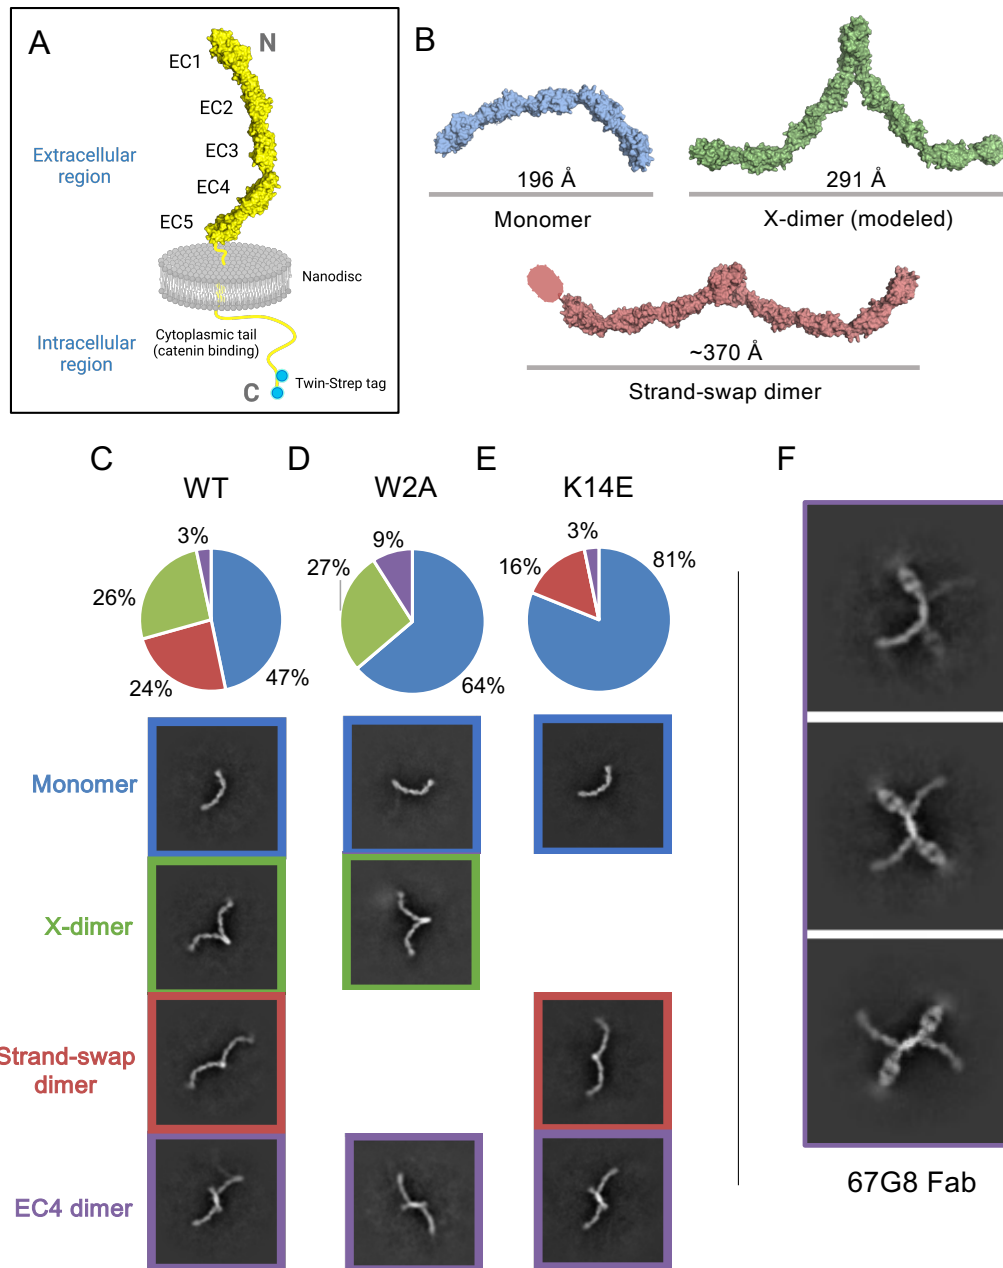 A
N
EC1
EC2
EC3
EC4
EC5
Extracellular
region
Nanodisc
Intracellular
region
Cytoplasmic tail
(catenin binding)
Twin-Strep tag
C
B
196 Å
Monomer
291 Å
X-dimer (modeled)
~370 Å
Strand-swap dimer
C
WT
3%
26%
24%
47%
D
W2A
9%
27%
64%
E
K14E
3%
16%
81%
Monomer
X-dimer
Strand-swap
dimer
EC4 dimer
F
67G8 Fab